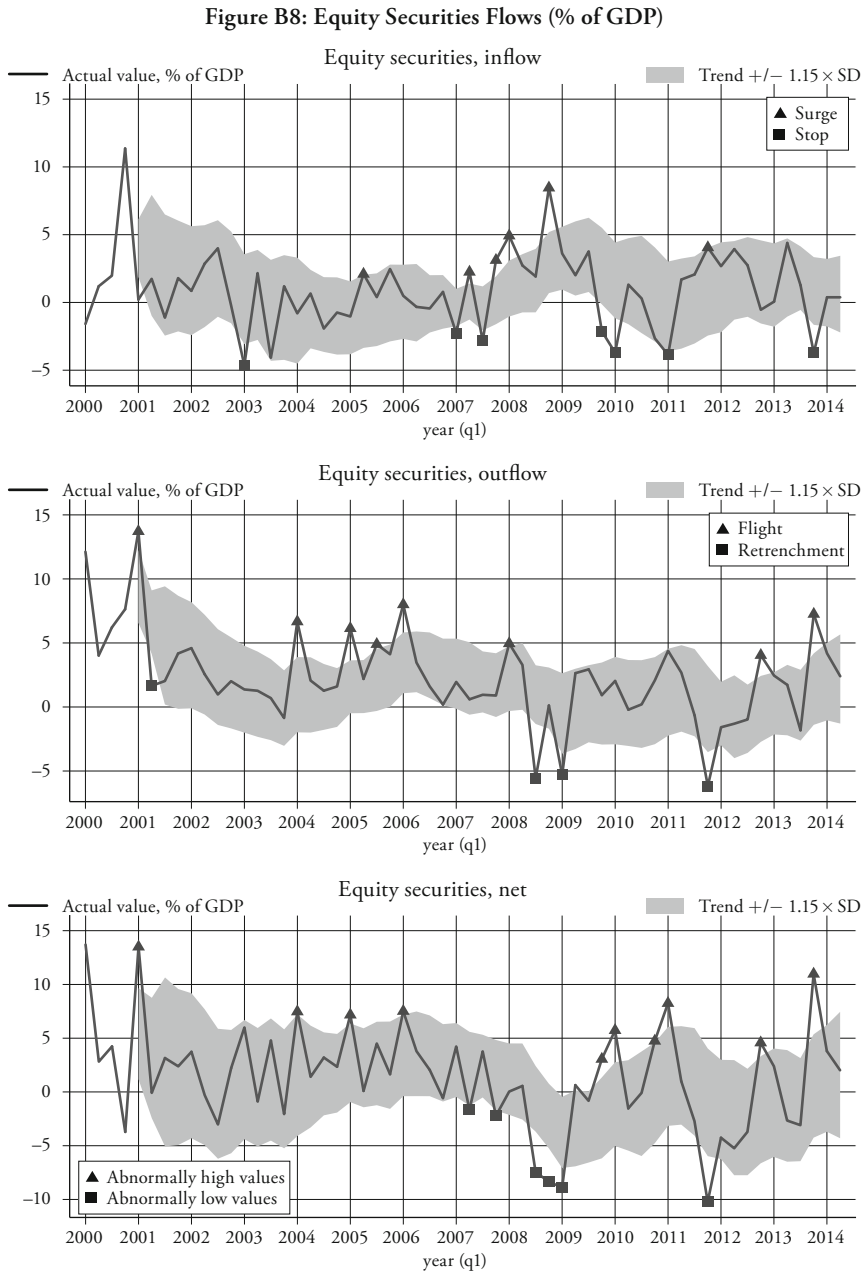 Figure B8: Equity Securities Flows (% of GDP)
Equity securities, inflow
Actual value, % of GDP
Trend +/− 1.15 × SD
15
10
5
0
−5
Surge
Stop
2000 2001 2002 2003 2004 2005 2006 2007 2008 2009 2010 2011 2012 2013 2014
year (q1)
Equity securities, outflow
Actual value, % of GDP
Trend +/− 1.15 × SD
15
10
5
0
−5
Flight
Retrenchment
2000 2001 2002 2003 2004 2005 2006 2007 2008 2009 2010 2011 2012 2013 2014
year (q1)
Equity securities, net
Actual value, % of GDP
Trend +/− 1.15 × SD
15
10
5
0
−5
−10
Abnormally high values
Abnormally low values
2000 2001 2002 2003 2004 2005 2006 2007 2008 2009 2010 2011 2012 2013 2014
year (q1)